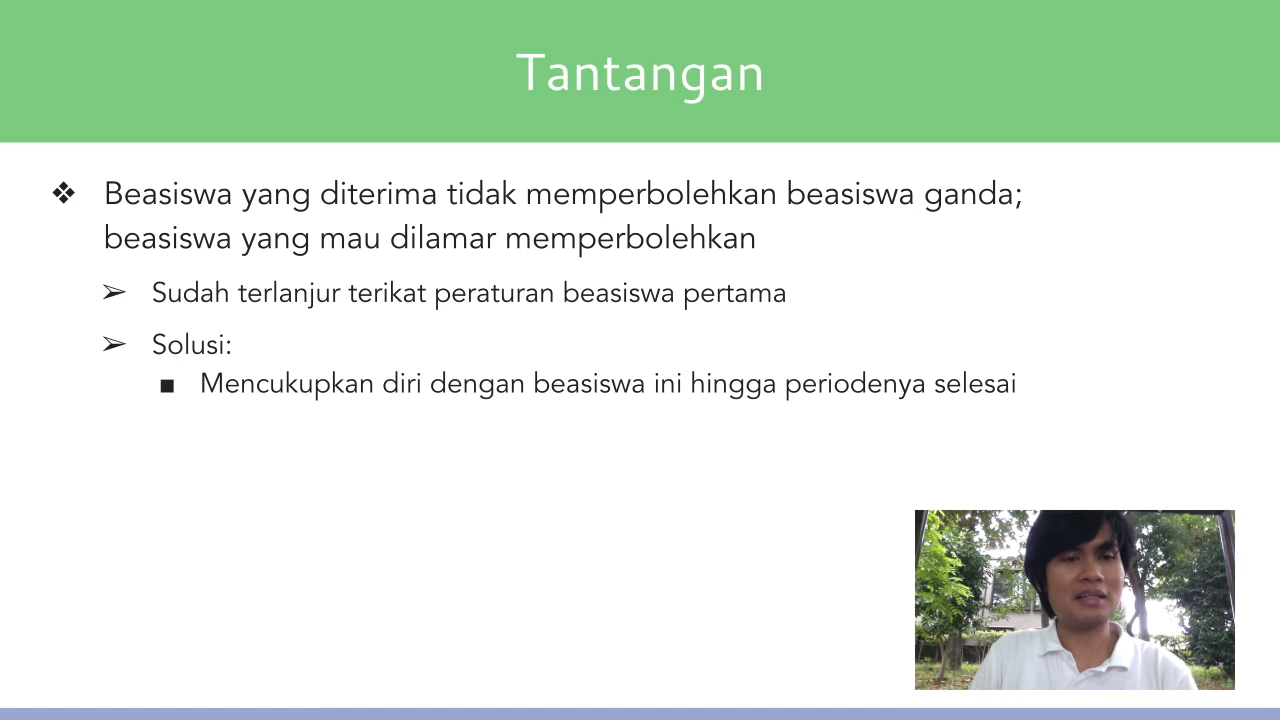 Tantangan
❖ Beasiswa yang diterima tidak memperbolehkan beasiswa ganda;
beasiswa yang mau dilamar memperbolehkan
➢ Sudah terlanjur terikat peraturan beasiswa pertama
➢ Solusi:
■ Mencukupkan diri dengan beasiswa ini hingga periodenya selesai